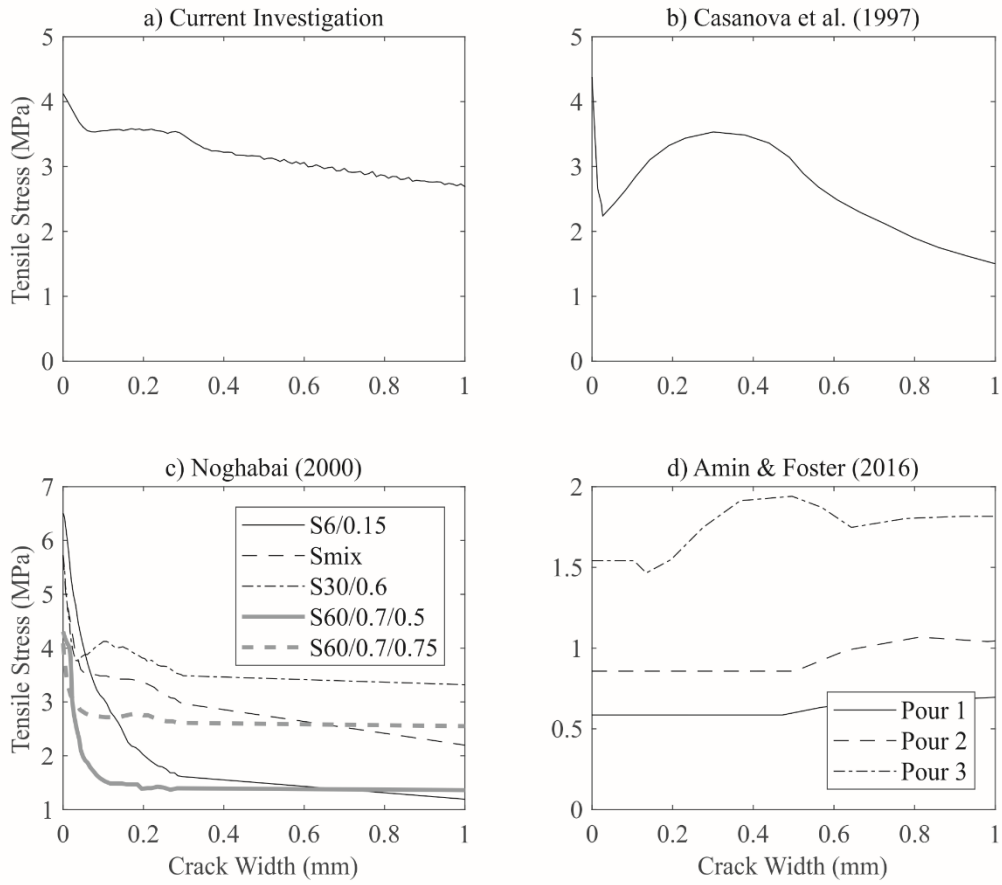 a) Current Investigation
5
4
3
2
1
0
Tensile Stress (MPa)
0 0.2 0.4 0.6 0.8 1
b) Casanova et al. (1997)
5
4
3
2
1
0
0 0.2 0.4 0.6 0.8 1
c) Noghabai (2000)
7
6
5
4
3
2
1
Tensile Stress (MPa)
S6/0.15
Smix
S30/0.6
S60/0.7/0.5
S60/0.7/0.75
0 0.2 0.4 0.6 0.8 1
Crack Width (mm)
d) Amin & Foster (2016)
2
1.5
1
0.5
0
Pour 1
Pour 2
Pour 3
0 0.2 0.4 0.6 0.8 1
Crack Width (mm)